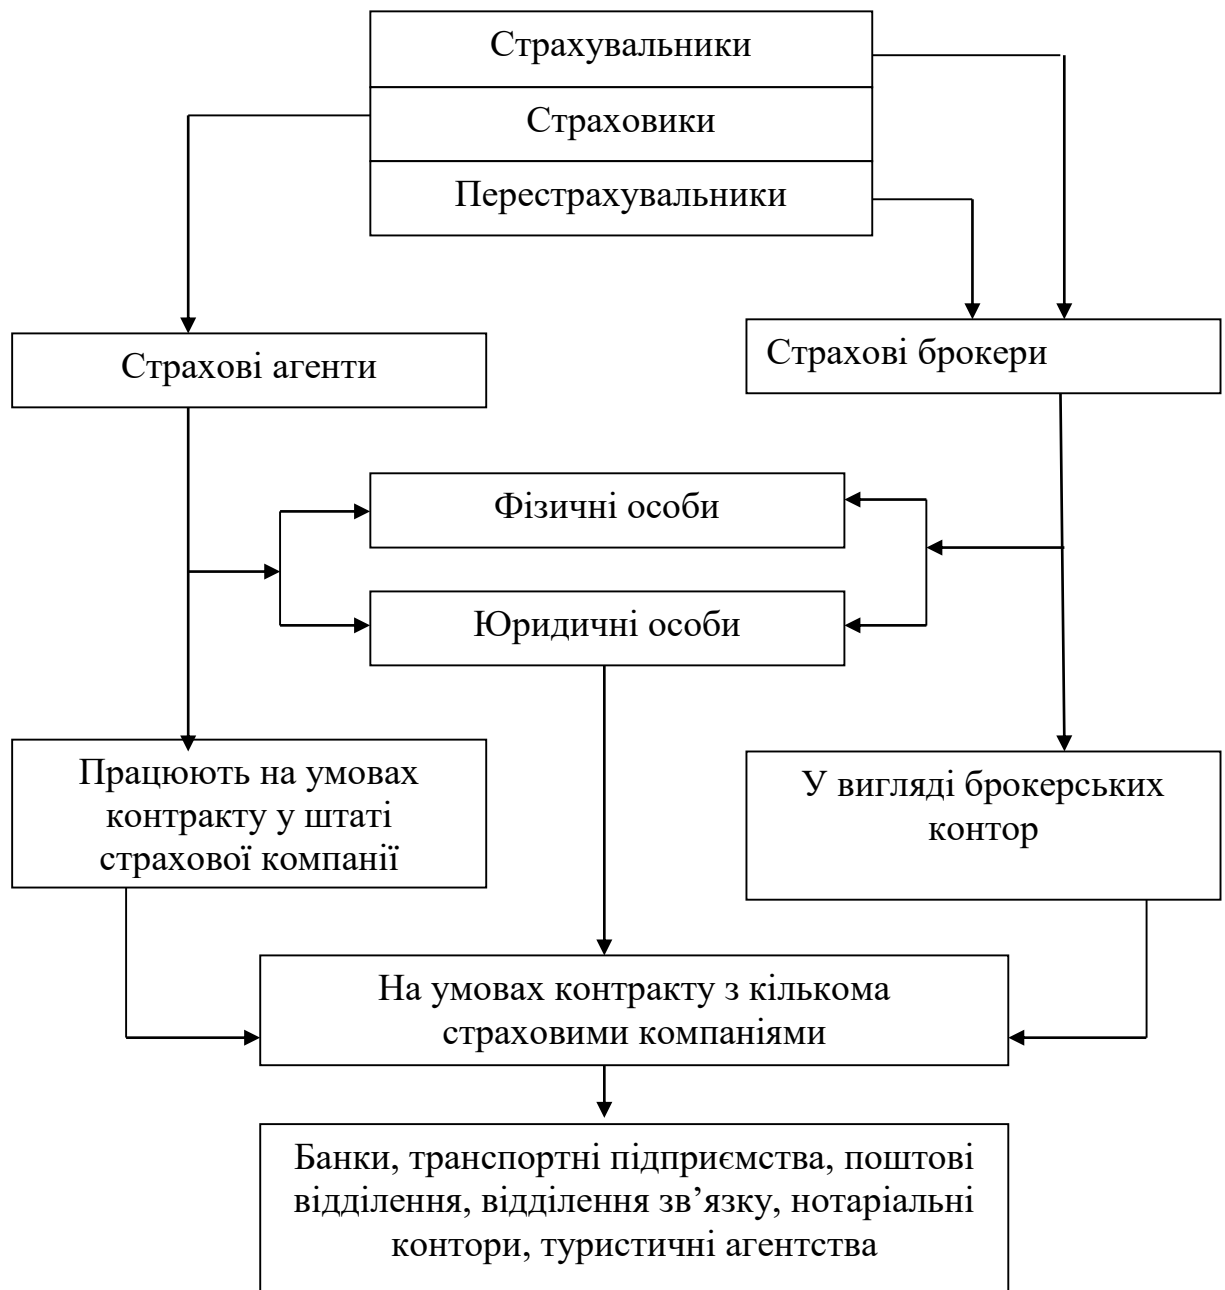 Страхувальники
Страховики
Перестрахувальники
Страхові агенти
Страхові брокери
Фізичні особи
Юридичні особи
Працюють на умовах
контракту у штаті
страхової компанії
У вигляді брокерських
контор
На умовах контракту з кількома
страховими компаніями
Банки, транспортні підприємства, поштові
відділення, відділення зв’язку, нотаріальні
контори, туристичні агентства